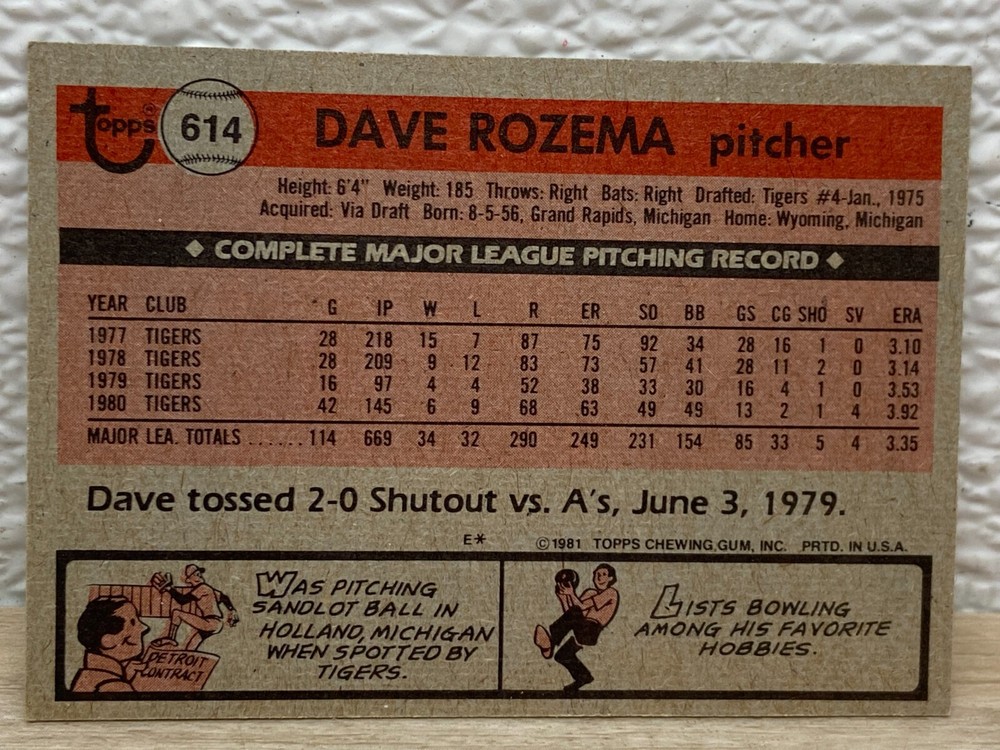 Topps ® 614 DAVE ROZEMA pitcher
Height: 6'4" Weight: 185 Throws: Right Bats: Right Drafted: Tigers #4-Jan., 1975
Acquired: Via Draft Born: 8-5-56, Grand Rapids, Michigan Home: Wyoming, Michigan
◆ COMPLETE MAJOR LEAGUE PITCHING RECORD ◆
YEAR CLUB G IP W L R ER SO BB GS CG SHO SV ERA
1977 TIGERS 28 218 15 7 87 75 92 34 28 16 1 0 3.10
1978 TIGERS 28 209 9 12 83 73 57 41 28 11 2 0 3.14
1979 TIGERS 16 97 4 4 52 38 33 30 16 4 1 0 3.53
1980 TIGERS 42 145 6 9 68 63 49 49 13 2 1 4 3.92
MAJOR LEA. TOTALS ...... 114 669 34 32 290 249 231 154 85 33 5 4 3.35
Dave tossed 2-0 Shutout vs. A's, June 3, 1979.
E* ©1981 TOPPS CHEWING GUM, INC. PRTD. IN U.S.A.
WAS PITCHING
SANDLOT BALL IN
HOLLAND, MICHIGAN
WHEN SPOTTED BY
TIGERS.
DETROIT
CONTRACT
LISTS BOWLING
AMONG HIS FAVORITE
HOBBIES.